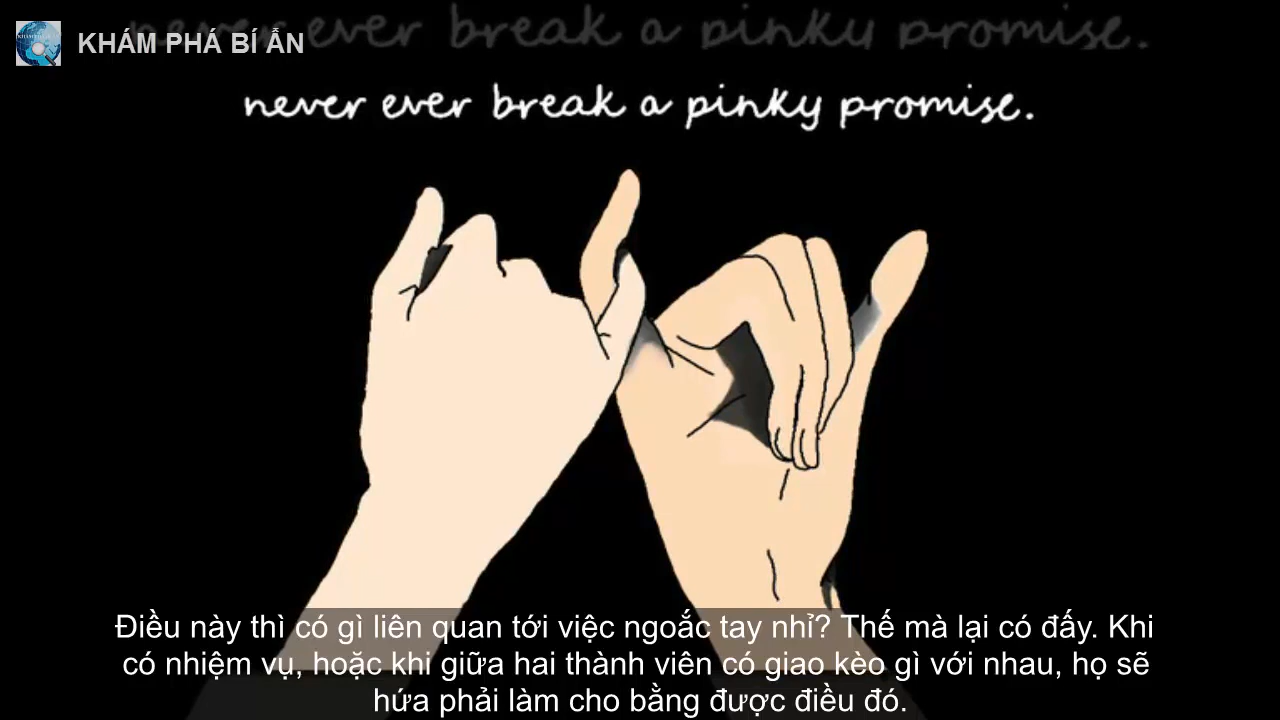 never ever break a pinky promise.
KHÁM PHÁ BÍ ẨN
never ever break a pinky promise.
Điều này thì có gì liên quan tới việc ngoắc tay nhỉ? Thế mà lại có đấy. Khi
có nhiệm vụ, hoặc khi giữa hai thành viên có giao kèo gì với nhau, họ sẽ
hứa phải làm cho bằng được điều đó.